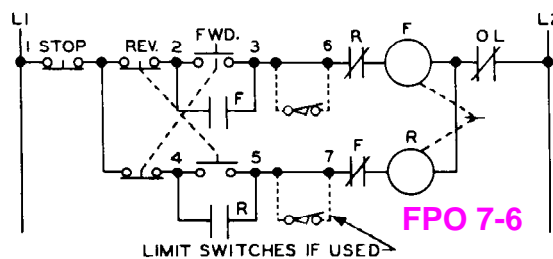 L1 L2
FWD.
1 STOP REV. 2 3 6 R F OL
F
4 5 7 F R
R
FPO 7-6
LIMIT SWITCHES IF USED